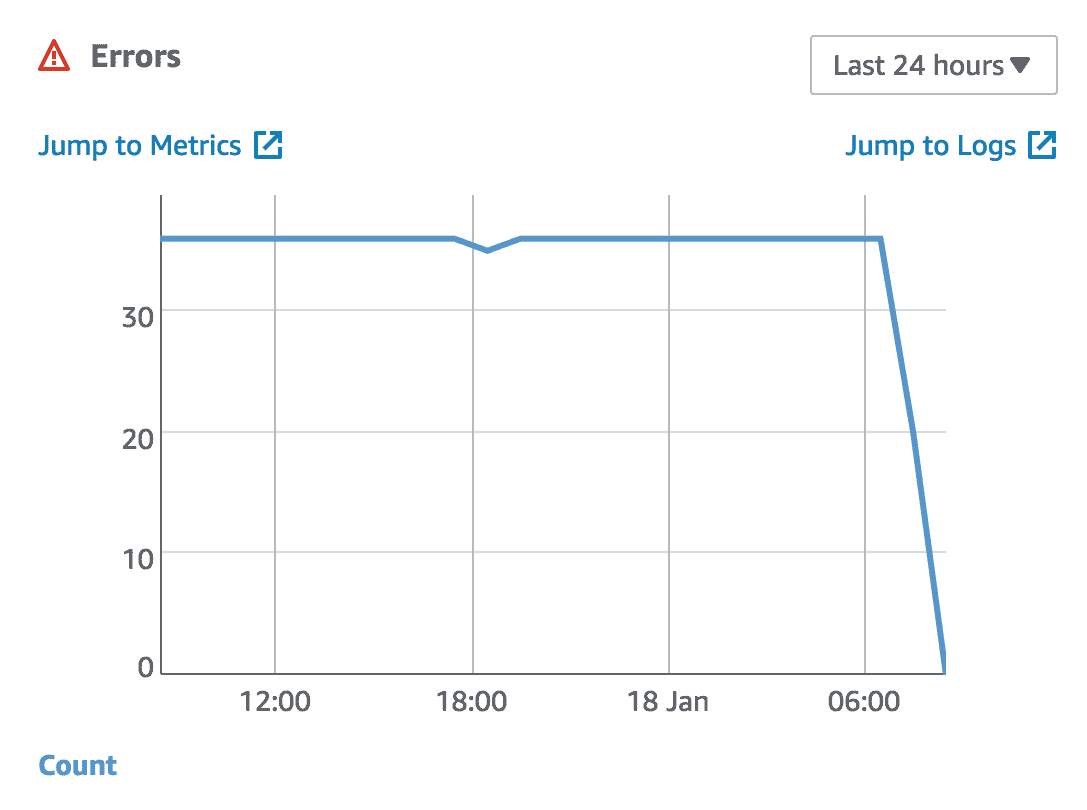 Errors
Last 24 hours
Jump to Metrics
Jump to Logs
30
20
10
0
12:00
18:00
18 Jan
06:00
Count